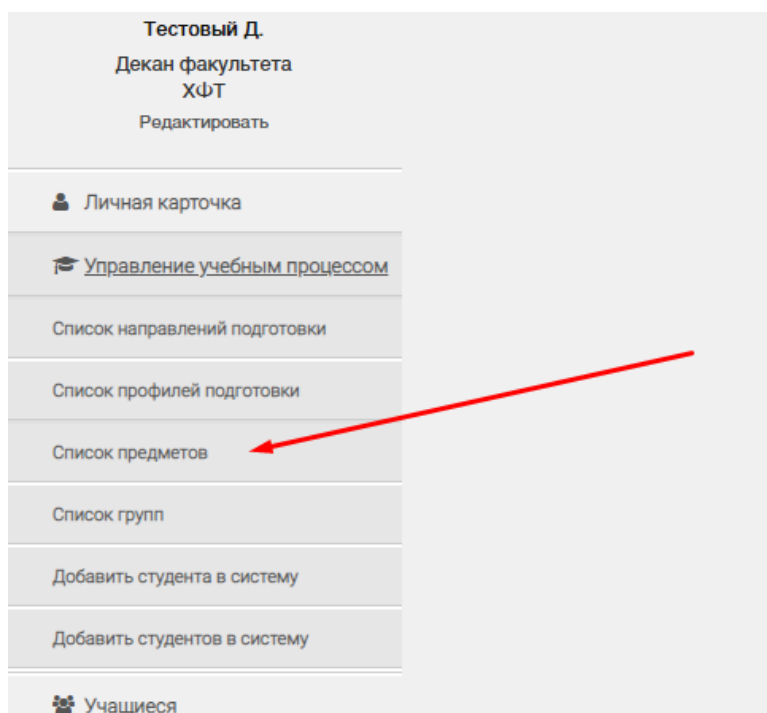 Тестовый Д.
Декан факультета
ХФТ
Редактировать
Личная карточка
Управление учебным процессом
Список направлений подготовки
Список профилей подготовки
Список предметов
Список групп
Добавить студента в систему
Добавить студентов в систему
Учащиеся